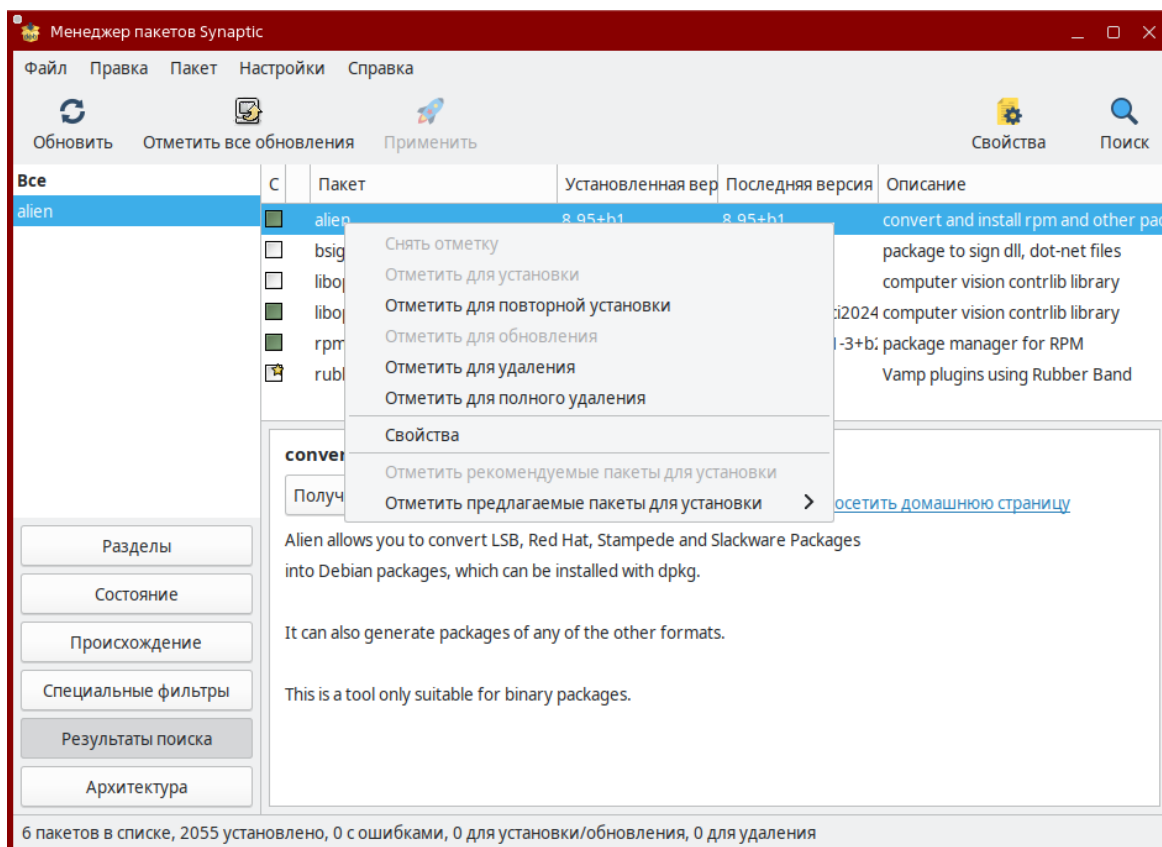 Менеджер пакетов Synaptic
Файл Правка Пакет Настройки Справка
Обновить Отметить все обновления Применить Свойства Поиск
Все
alien
С Пакет Установленная вер Последняя версия Описание
alien 8.95+b1 8.95+b1 convert and install rpm and other pac
bsig package to sign dll, dot-net files
libo computer vision contrlib library
libo ci2024 computer vision contrlib library
rpm 1-3+b2 package manager for RPM
rub Vamp plugins using Rubber Band
Снять отметку
Отметить для установки
Отметить для повторной установки
Отметить для обновления
Отметить для удаления
Отметить для полного удаления
Свойства
Отметить рекомендуемые пакеты для установки
Отметить предлагаемые пакеты для установки
conver
Получ осетить домашнюю страницу
Alien allows you to convert LSB, Red Hat, Stampede and Slackware Packages
into Debian packages, which can be installed with dpkg.
It can also generate packages of any of the other formats.
This is a tool only suitable for binary packages.
Разделы
Состояние
Происхождение
Специальные фильтры
Результаты поиска
Архитектура
6 пакетов в списке, 2055 установлено, 0 с ошибками, 0 для установки/обновления, 0 для удаления